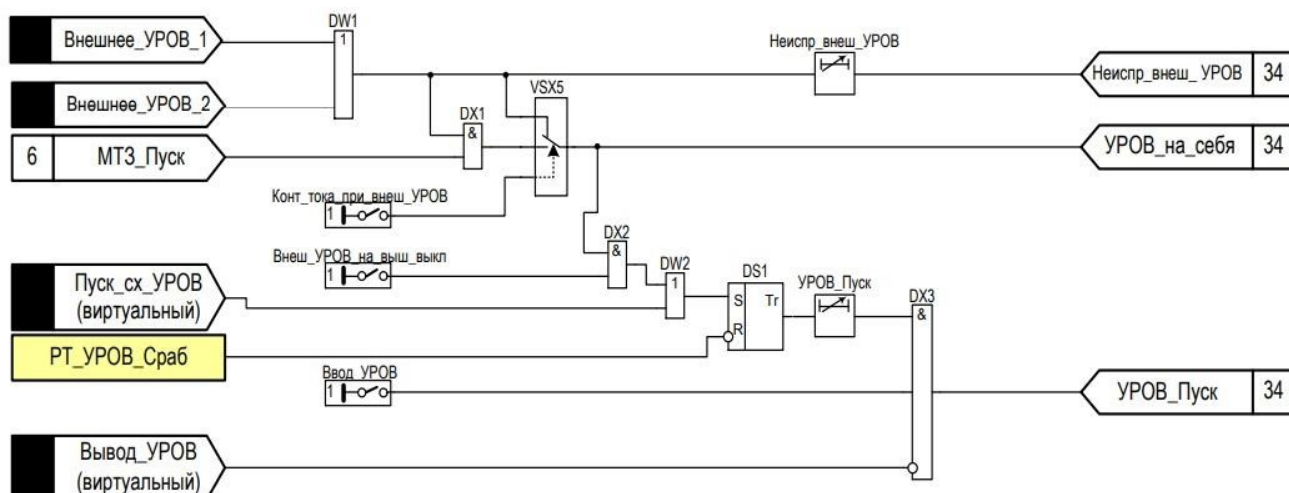 DW1
Внешнее_УРОВ_1
1
Неиспр_внеш_УРОВ
Неиспр_внеш_ УРОВ 34
VSX5
Внешнее_УРОВ_2
DX1
&
6 МТЗ_Пуск
УРОВ_на_себя 34
Конт_тока_при_внеш_УРОВ
1
DX2
&
Внеш_УРОВ_на_выш_выкл
1
DW2
1
DS1
S Tr
R
УРОВ_Пуск
DX3
&
Пуск_сх_УРОВ
(виртуальный)
РТ_УРОВ_Сраб
Ввод_УРОВ
1
УРОВ_Пуск 34
Вывод_УРОВ
(виртуальный)